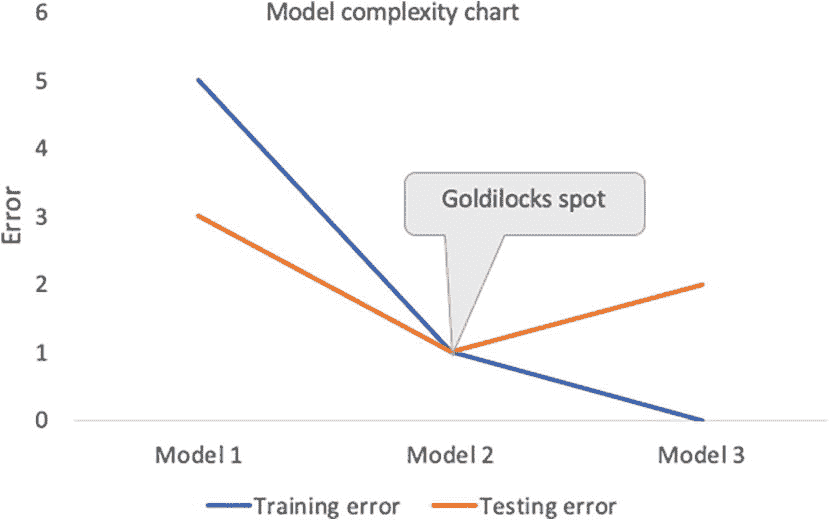 Model complexity chart
6
5
4
3
2
1
0
Error
Goldilocks spot
Model 1 Model 2 Model 3
Training error Testing error